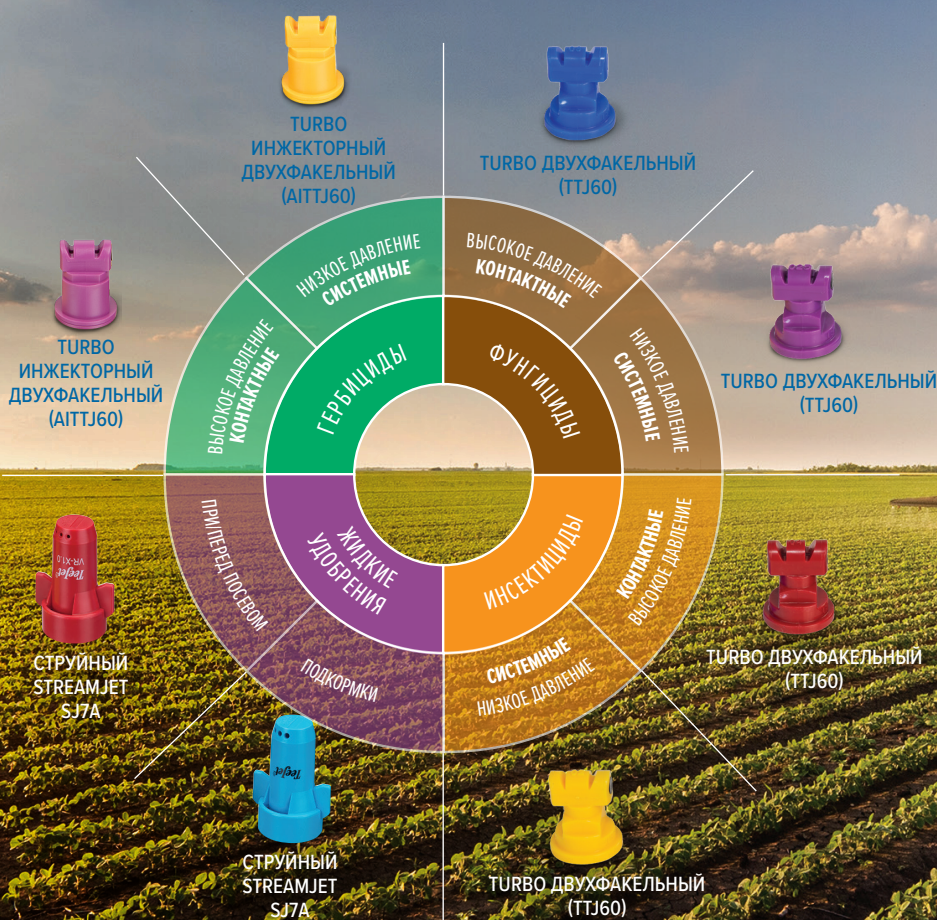 TURBO
ИНЖЕКТОРНЫЙ
ДВУХФАКЕЛЬНЫЙ
(AITTJ60)
TURBO ДВУХФАКЕЛЬНЫЙ
(TTJ60)
НИЗКОЕ ДАВЛЕНИЕ
СИСТЕМНЫЕ
ВЫСОКОЕ ДАВЛЕНИЕ
КОНТАКТНЫЕ
TURBO
ИНЖЕКТОРНЫЙ
ДВУХФАКЕЛЬНЫЙ
(AITTJ60)
ВЫСОКОЕ ДАВЛЕНИЕ
КОНТАКТНЫЕ
ГЕРБИЦИДЫ
ФУНГИЦИДЫ
НИЗКОЕ ДАВЛЕНИЕ
СИСТЕМНЫЕ
TURBO ДВУХФАКЕЛЬНЫЙ
(TTJ60)
TeeJet
VR-X1.0
СТРУЙНЫЙ
STREAMJET
SJ7A
ПРИ/ПЕРЕД ПОСЕВОМ
ЖИДКИЕ
УДОБРЕНИЯ
ИНСЕКТИЦИДЫ
КОНТАКТНЫЕ
ВЫСОКОЕ ДАВЛЕНИЕ
TURBO ДВУХФАКЕЛЬНЫЙ
(TTJ60)
ПОДКОРМКИ
СИСТЕМНЫЕ
НИЗКОЕ ДАВЛЕНИЕ
TeeJet
СТРУЙНЫЙ
STREAMJET
SJ7A
TURBO ДВУХФАКЕЛЬНЫЙ
(TTJ60)